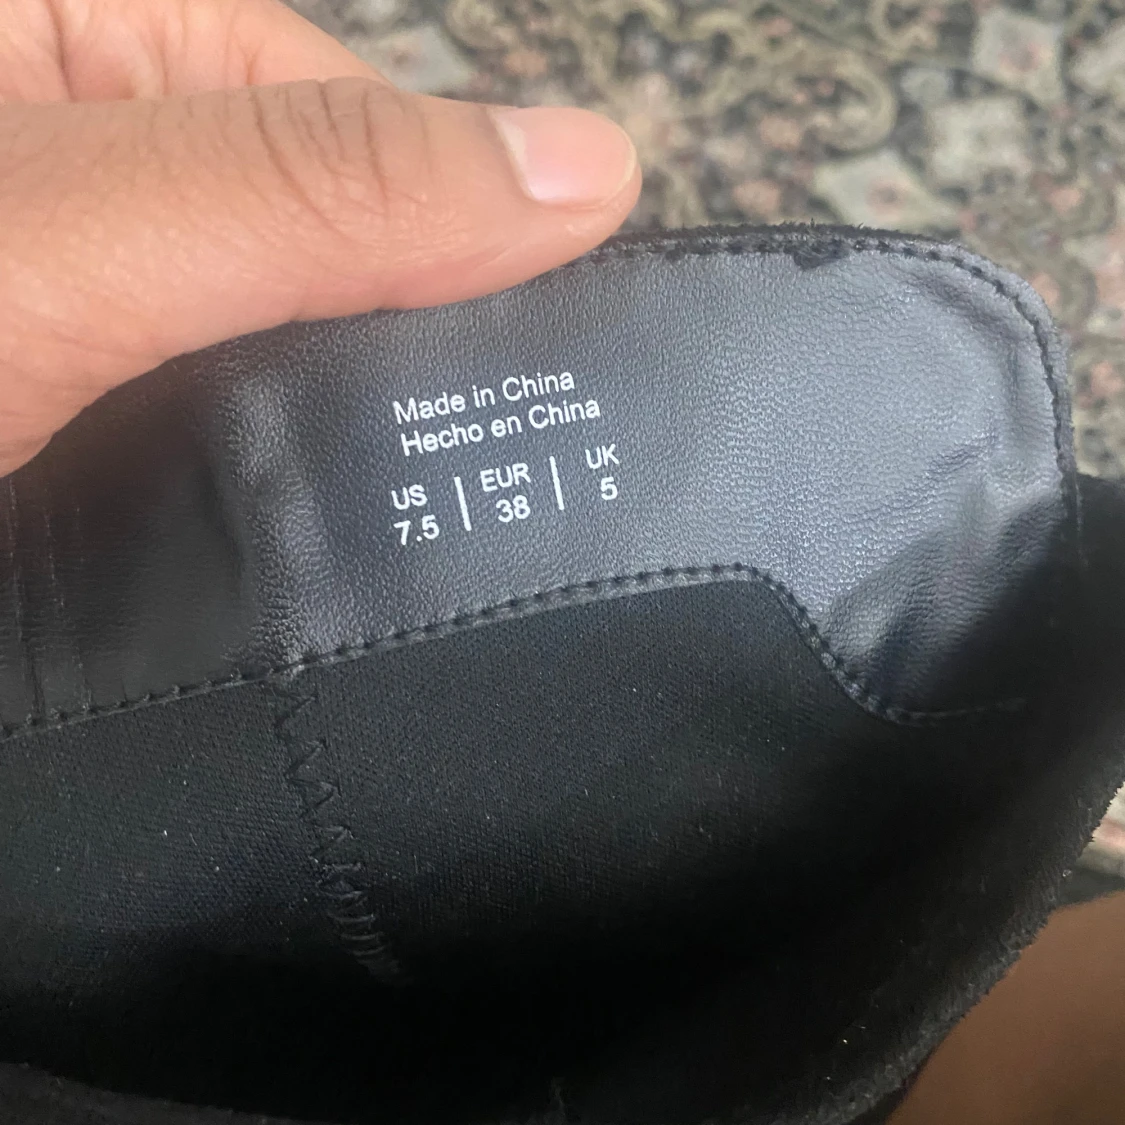 Made in China
Hecho en China
US | EUR | UK
7.5 | 38 | 5